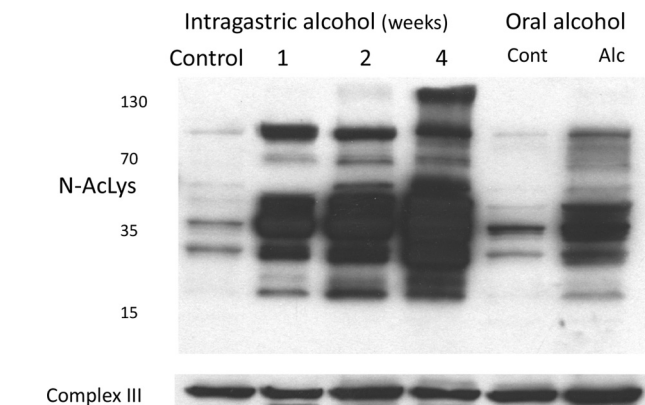 Intragastric alcohol (weeks) Oral alcohol
Control 1 2 4 Cont Alc
130
70
N-AcLys
35
15
Complex III